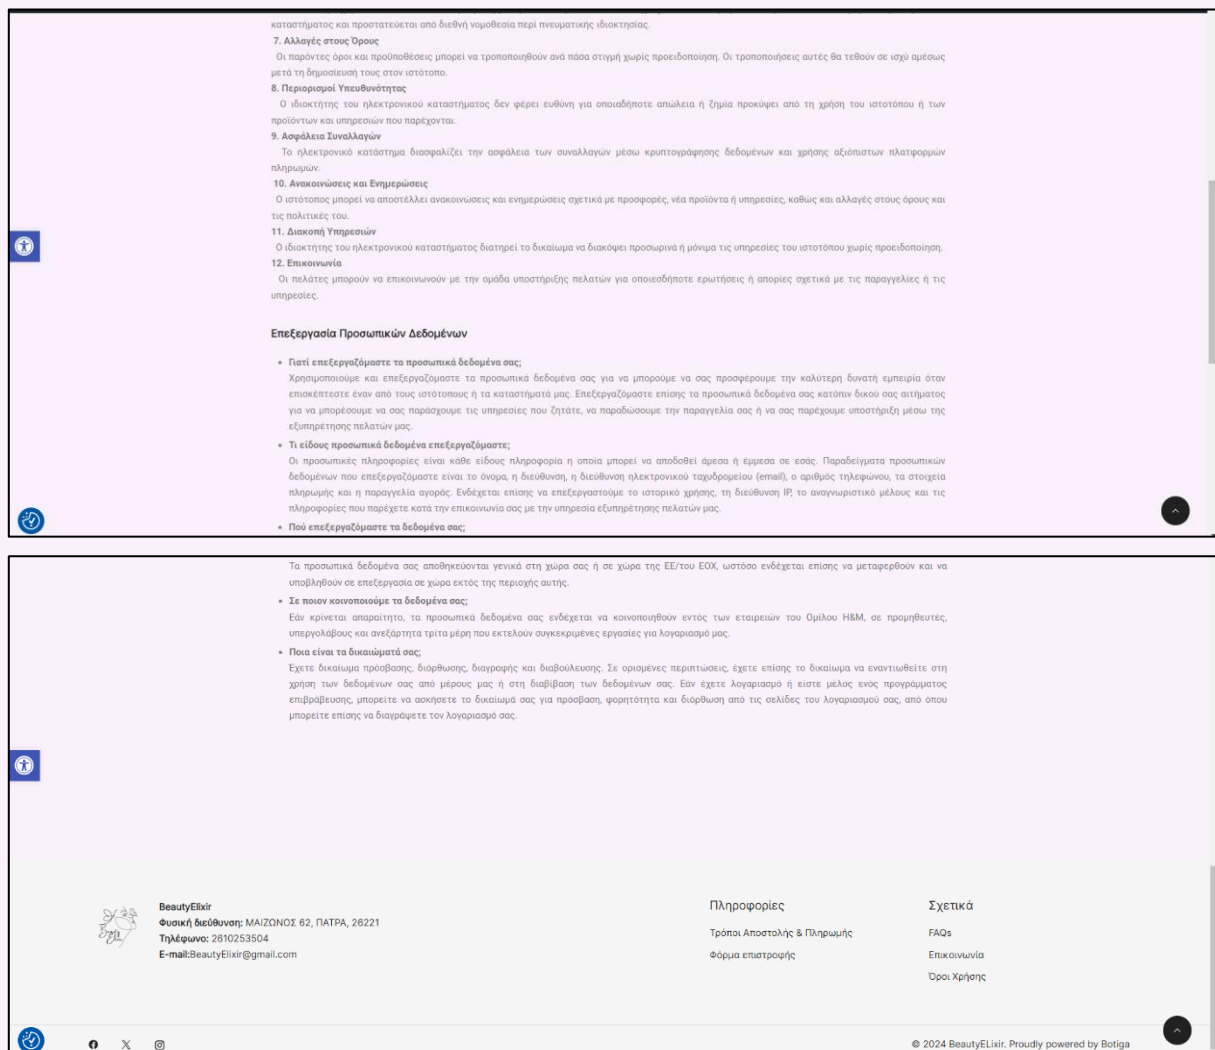 καταστήματος και προστατεύεται από διεθνή νομοθεσία περί πνευματικής ιδιοκτησίας.
7. Αλλαγές στους Όρους
Οι παρόντες όροι και προϋποθέσεις μπορεί να τροποποιηθούν ανά πάσα στιγμή χωρίς προειδοποίηση. Οι τροποποιήσεις αυτές θα τεθούν σε ισχύ αμέσως
μετά τη δημοσίευσή τους στον ιστότοπο.
8. Περιορισμοί Υπευθυνότητας
Ο ιδιοκτήτης του ηλεκτρονικού καταστήματος δεν φέρει ευθύνη για οποιαδήποτε απώλεια ή ζημία προκύψει από τη χρήση του ιστοτόπου ή των
προϊόντων και υπηρεσιών που παρέχονται.
9. Ασφάλεια Συναλλαγών
Το ηλεκτρονικό κατάστημα διασφαλίζει την ασφάλεια των συναλλαγών μέσω κρυπτογράφησης δεδομένων και χρήσης αξιόπιστων πλατφορμών
πληρωμών.
10. Ανακοινώσεις και Ενημερώσεις
Ο ιστότοπος μπορεί να αποστέλλει ανακοινώσεις και ενημερώσεις σχετικά με προσφορές, νέα προϊόντα ή υπηρεσίες, καθώς και αλλαγές στους όρους και
τις πολιτικές του.
11. Διακοπή Υπηρεσιών
Ο ιδιοκτήτης του ηλεκτρονικού καταστήματος διατηρεί το δικαίωμα να διακόψει προσωρινά ή μόνιμα τις υπηρεσίες του ιστοτόπου χωρίς προειδοποίηση.
12. Επικοινωνία
Οι πελάτες μπορούν να επικοινωνούν με την ομάδα υποστήριξης πελατών για οποιεσδήποτε ερωτήσεις ή απορίες σχετικά με τις παραγγελίες ή τις
υπηρεσίες.
Επεξεργασία Προσωπικών Δεδομένων
• Γιατί επεξεργαζόμαστε τα προσωπικά δεδομένα σας;
Χρησιμοποιούμε και επεξεργαζόμαστε τα προσωπικά δεδομένα σας για να μπορούμε να σας προσφέρουμε την καλύτερη δυνατή εμπειρία όταν
επισκέπτεστε έναν από τους ιστότοπους ή τα καταστήματά μας. Επεξεργαζόμαστε επίσης τα προσωπικά δεδομένα σας κατόπιν δικού σας αιτήματος
για να μπορέσουμε να σας παράσχουμε τις υπηρεσίες που ζητάτε, να παραδώσουμε την παραγγελία σας ή να σας παρέχουμε υποστήριξη μέσω της
εξυπηρέτησης πελατών μας.
• Τι είδους προσωπικά δεδομένα επεξεργαζόμαστε;
Οι προσωπικές πληροφορίες είναι κάθε είδους πληροφορία η οποία μπορεί να αποδοθεί άμεσα ή έμμεσα σε εσάς. Παραδείγματα προσωπικών
δεδομένων που επεξεργαζόμαστε είναι το όνομα, η διεύθυνση, η διεύθυνση ηλεκτρονικού ταχυδρομείου (email), ο αριθμός τηλεφώνου, τα στοιχεία
πληρωμής και η παραγγελία αγοράς. Ενδέχεται επίσης να επεξεργαστούμε το ιστορικό χρήσης, τη διεύθυνση IP, το αναγνωριστικό μέλους και τις
πληροφορίες που παρέχετε κατά την επικοινωνία σας με την υπηρεσία εξυπηρέτησης πελατών μας.
• Πού επεξεργαζόμαστε τα δεδομένα σας;
Τα προσωπικά δεδομένα σας αποθηκεύονται γενικά στη χώρα σας ή σε χώρα της ΕΕ/του ΕΟΧ, ωστόσο ενδέχεται επίσης να μεταφερθούν και να
υποβληθούν σε επεξεργασία σε χώρα εκτός της περιοχής αυτής.
• Σε ποιον κοινοποιούμε τα δεδομένα σας;
Εάν κρίνεται απαραίτητο, τα προσωπικά δεδομένα σας ενδέχεται να κοινοποιηθούν εντός των εταιρειών του Ομίλου H&M, σε προμηθευτές,
υπεργολάβους και ανεξάρτητα τρίτα μέρη που εκτελούν συγκεκριμένες εργασίες για λογαριασμό μας.
• Ποια είναι τα δικαιώματά σας;
Έχετε δικαίωμα πρόσβασης, διόρθωσης, διαγραφής και διαβούλευσης. Σε ορισμένες περιπτώσεις, έχετε επίσης το δικαίωμα να εναντιωθείτε στη
χρήση των δεδομένων σας από μέρους μας ή στη διαβίβαση των δεδομένων σας. Εάν έχετε λογαριασμό ή είστε μέλος ενός προγράμματος
επιβράβευσης, μπορείτε να ασκήσετε το δικαίωμά σας για πρόσβαση, φορητότητα και διόρθωση από τις σελίδες του λογαριασμού σας, από όπου
μπορείτε επίσης να διαγράψετε τον λογαριασμό σας.
BeautyElixir
Φυσική διεύθυνση: ΜΑΙΖΩΝΟΣ 62, ΠΑΤΡΑ, 26221
Τηλέφωνο: 2610253504
E-mail:BeautyElixir@gmail.com
Πληροφορίες
Τρόποι Αποστολής & Πληρωμής
Φόρμα επιστροφής
Σχετικά
FAQs
Επικοινωνία
Όροι Χρήσης
© 2024 BeautyELixir. Proudly powered by Botiga